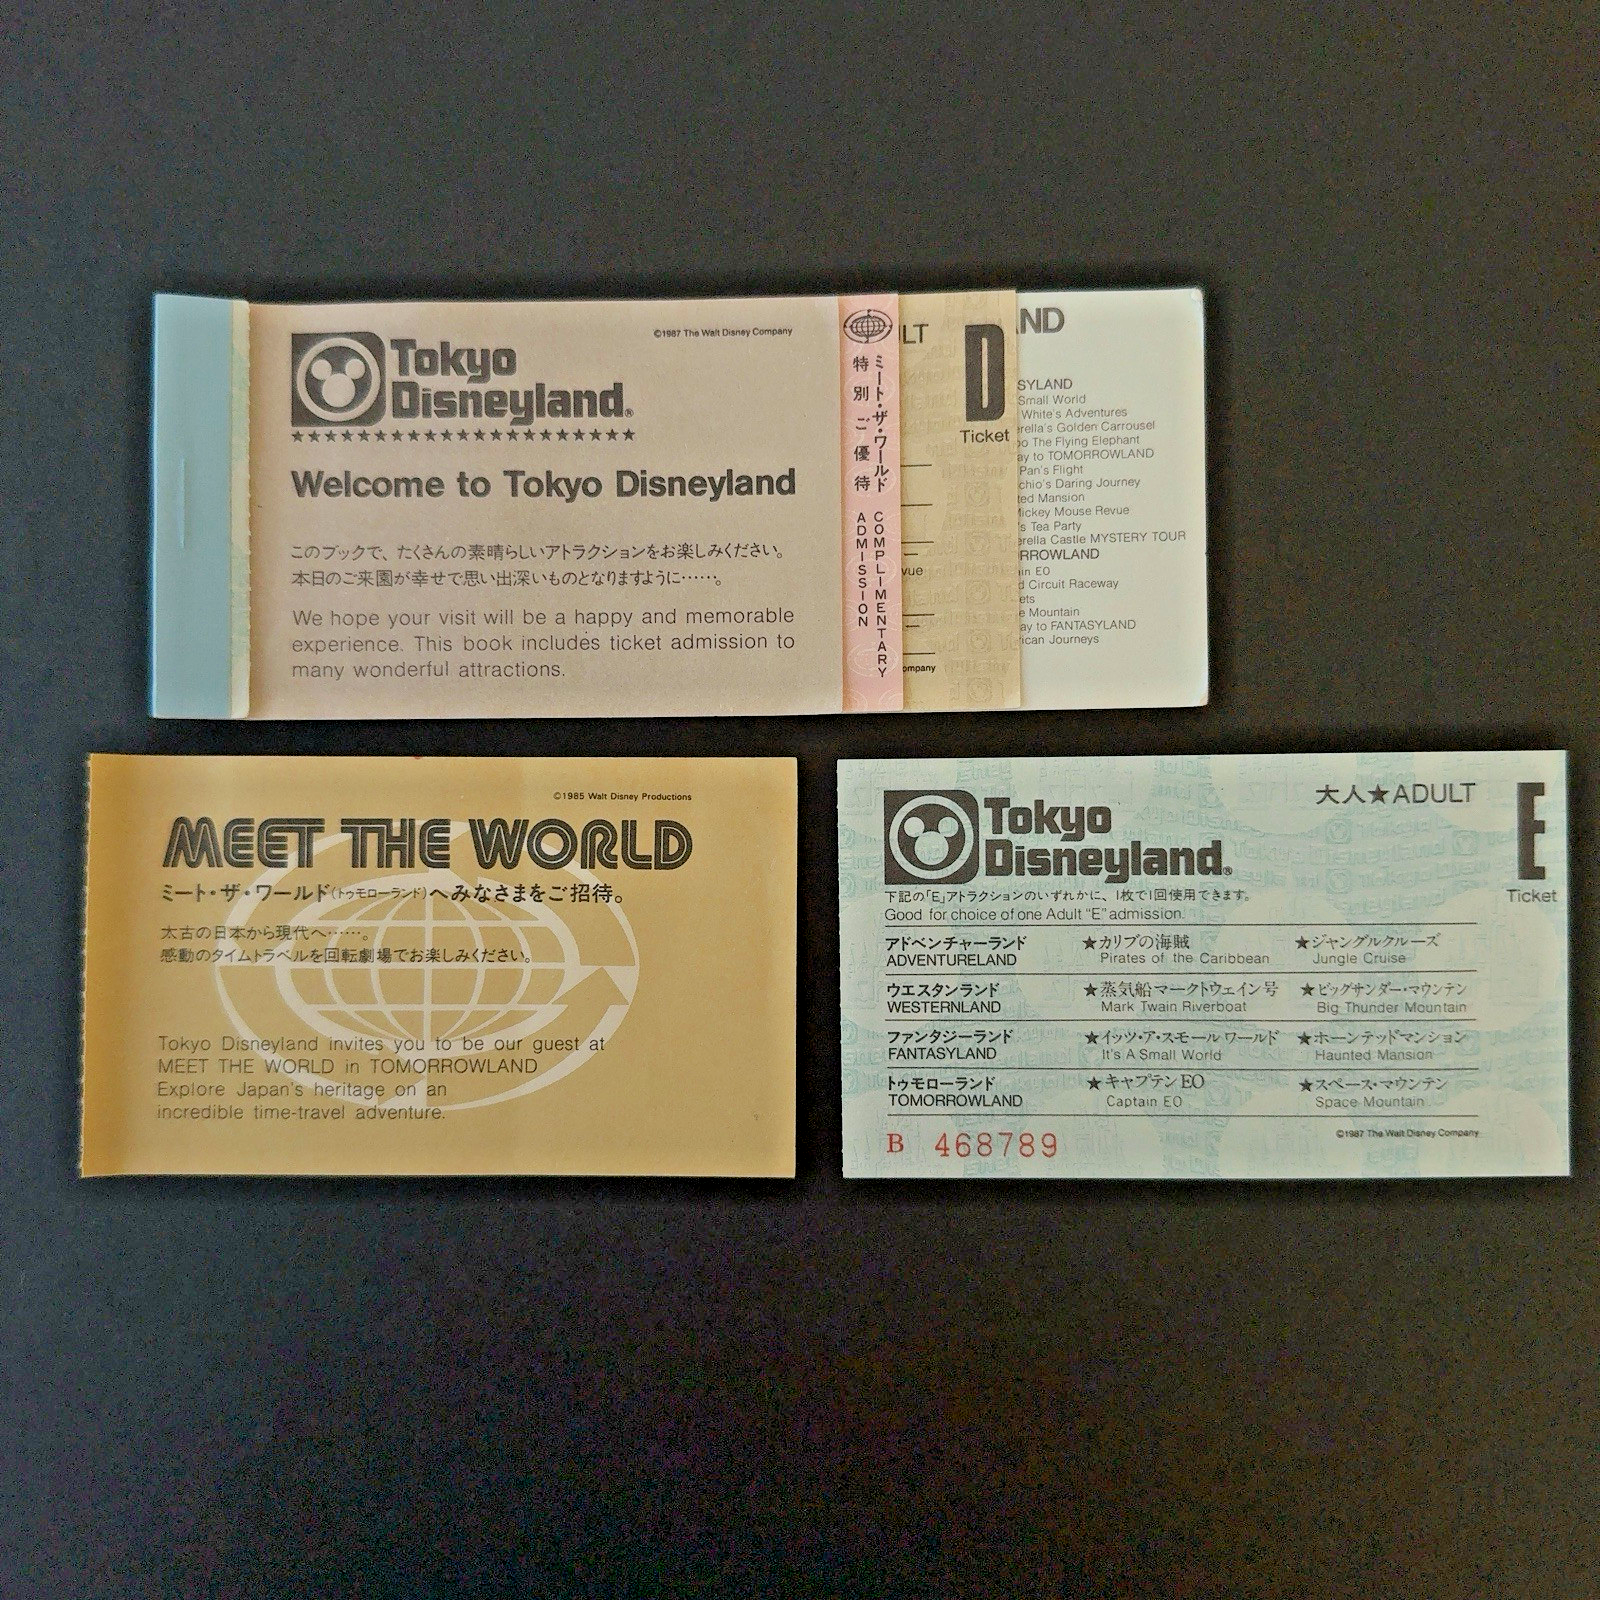 ©1987 The Walt Disney Company
Tokyo
Disneyland®
★★★★★★★★★★★★★★★★★★★★
Welcome to Tokyo Disneyland
このブックで、たくさんの素晴らしいアトラクションをお楽しみください。
本日のご来園が幸せで思い出深いものとなりますように……。
We hope your visit will be a happy and memorable
experience. This book includes ticket admission to
many wonderful attractions.
ミート・ザ・ワールド
特別ご優待
COMPLIMENTARY
ADMISSION
D
Ticket
SYLAND
Small World
White's Adventures
erella's Golden Carrousel
bo The Flying Elephant
ay to TOMORROWLAND
Pan's Flight
chio's Daring Journey
ted Mansion
Mickey Mouse Revue
's Tea Party
erella Castle MYSTERY TOUR
RROWLAND
ain EO
d Circuit Raceway
ets
e Mountain
ay to FANTASYLAND
rican Journeys
vue
ompany
©1985 Walt Disney Productions
MEET THE WORLD
ミート・ザ・ワールド(トゥモローランド)へみなさまをご招待。
太古の日本から現代へ……。
感動のタイムトラベルを回転劇場でお楽しみください。
Tokyo Disneyland invites you to be our guest at
MEET THE WORLD in TOMORROWLAND
Explore Japan's heritage on an
incredible time-travel adventure.
大人★ADULT
E
Ticket
Tokyo
Disneyland®
下記の「E」アトラクションのいずれかに、1枚で1回使用できます。
Good for choice of one Adult "E" admission.
アドベンチャーランド ★カリブの海賊 ★ジャングルクルーズ
ADVENTURELAND Pirates of the Caribbean Jungle Cruise
ウエスタンランド ★蒸気船マークトウェイン号 ★ビッグサンダー・マウンテン
WESTERNLAND Mark Twain Riverboat Big Thunder Mountain
ファンタジーランド ★イッツ・ア・スモール ワールド ★ホーンテッドマンション
FANTASYLAND It's A Small World Haunted Mansion
トゥモローランド ★キャプテンEO ★スペース・マウンテン
TOMORROWLAND Captain EO Space Mountain
©1987 The Walt Disney Company
B 468789